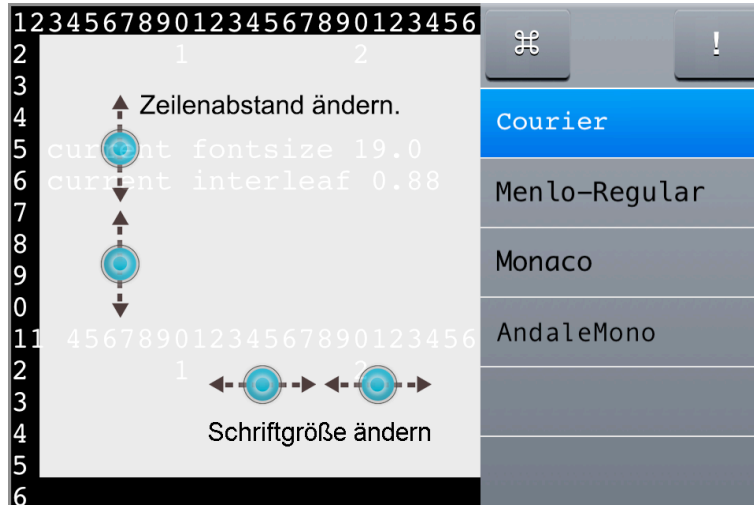 12345678901234567890123456
2 1 2
3
Zeilenabstand ändern.
4
5 current fontsize 19.0
6 current interleaf 0.88
7
8
9
0
11 45678901234567890123456
2 1 2
3
Schriftgröße ändern
4
5
6
⌘
!
Courier
Menlo-Regular
Monaco
AndaleMono